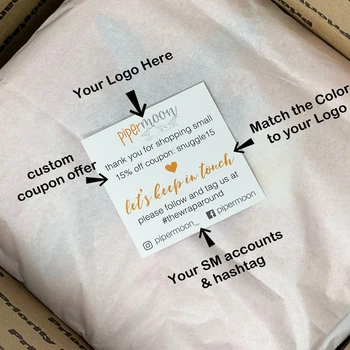 Your Logo Here
pipermoon
thank you for shopping small
15% off coupon: snuggle15
let's keep in touch
please follow and tag us at
#thewraparound
pipermoon_
pipermoon
Match the Color
to your Logo
custom
coupon offer
Your SM accounts
& hashtag
Priority